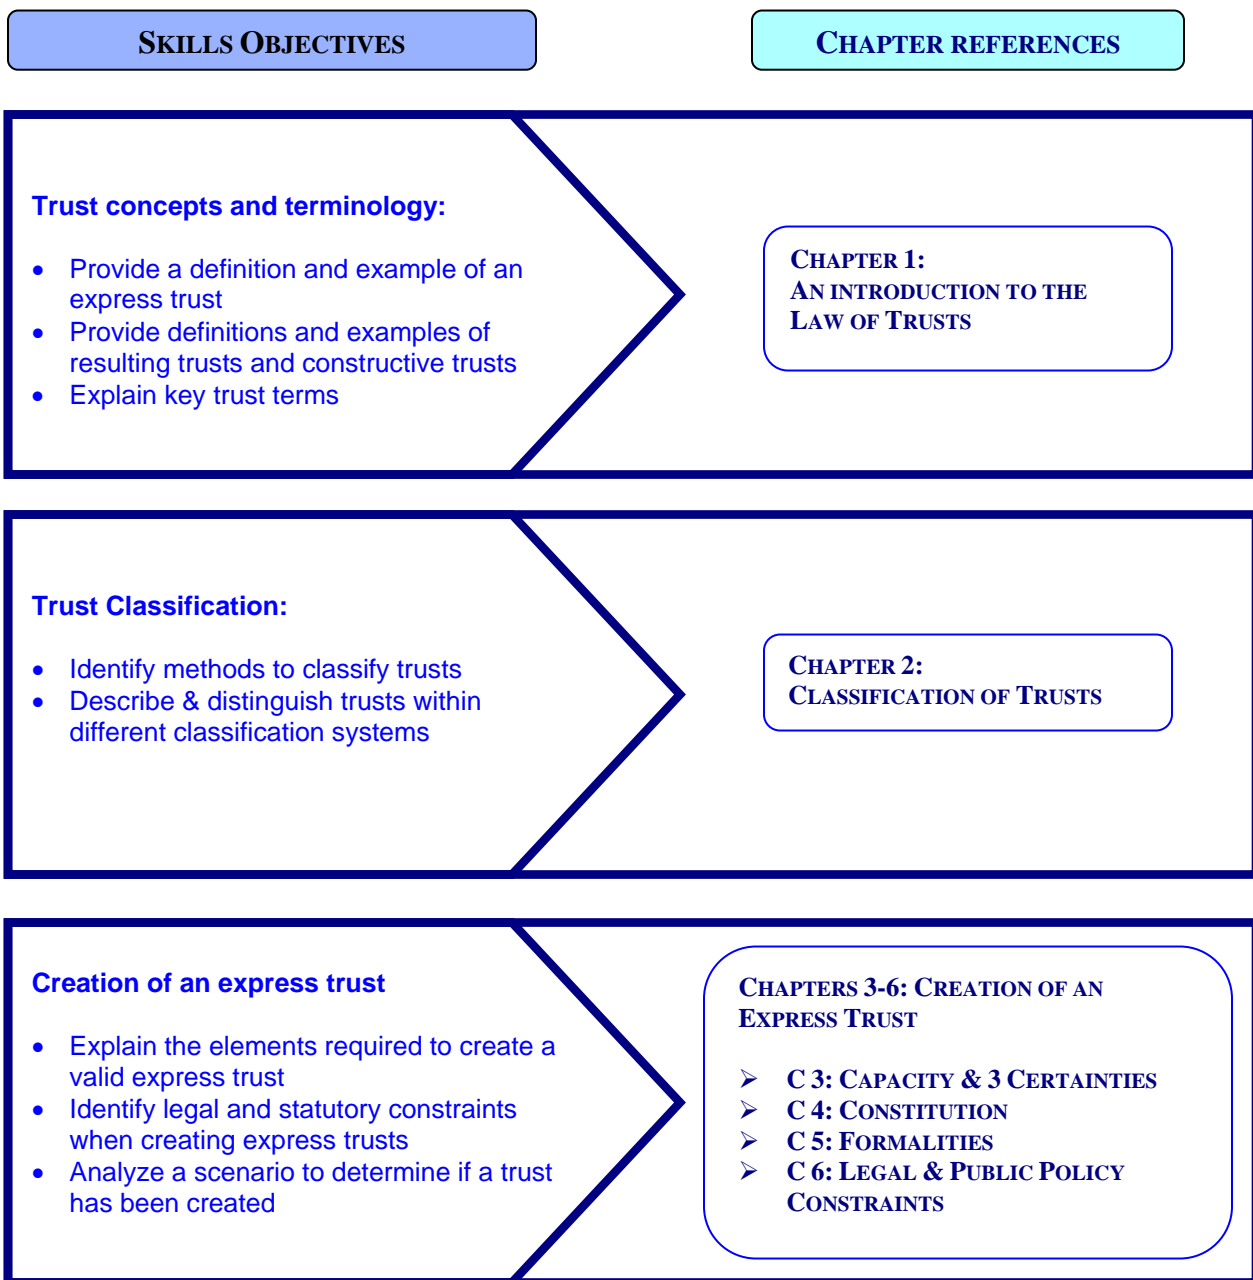 SKILLS OBJECTIVES
CHAPTER REFERENCES
Trust concepts and terminology:
• Provide a definition and example of an
express trust
• Provide definitions and examples of
resulting trusts and constructive trusts
• Explain key trust terms
CHAPTER 1:
AN INTRODUCTION TO THE
LAW OF TRUSTS
Trust Classification:
• Identify methods to classify trusts
• Describe & distinguish trusts within
different classification systems
CHAPTER 2:
CLASSIFICATION OF TRUSTS
Creation of an express trust
• Explain the elements required to create a
valid express trust
• Identify legal and statutory constraints
when creating express trusts
• Analyze a scenario to determine if a trust
has been created
CHAPTERS 3-6: CREATION OF AN
EXPRESS TRUST
➢ C 3: CAPACITY & 3 CERTAINTIES
➢ C 4: CONSTITUTION
➢ C 5: FORMALITIES
➢ C 6: LEGAL & PUBLIC POLICY
CONSTRAINTS